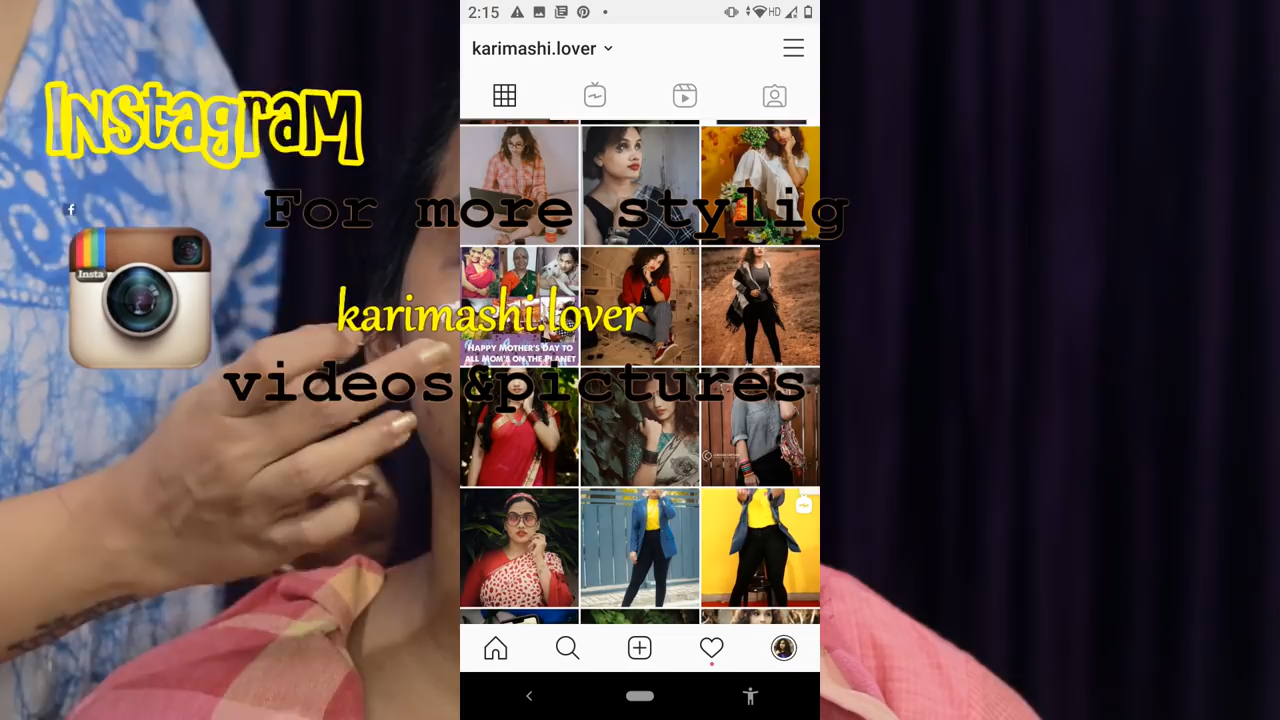 2:15
HD
karimashi.lover
Instagram
For more stylig
f
Insta
karimashi.lover
HAPPY MOTHER'S DAY TO
ALL MOM'S ON THE PLANET
videos&pictures